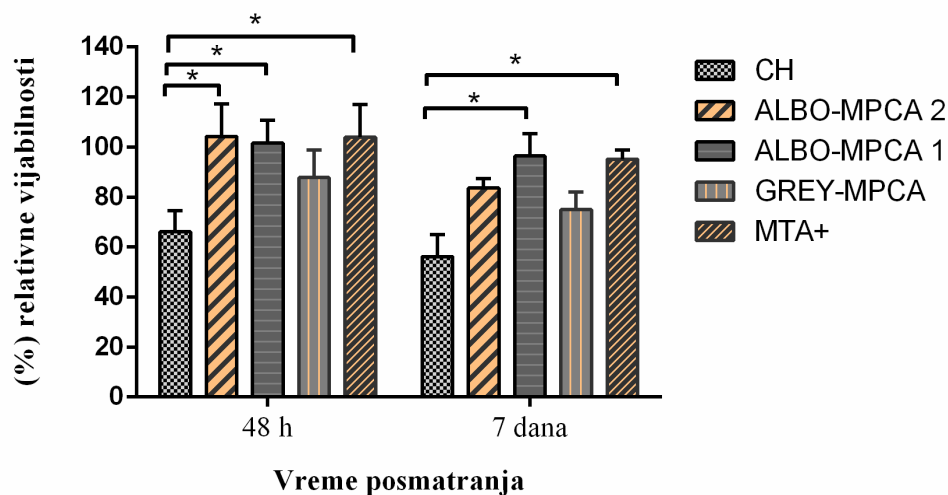 *
*
*
*
*
140
120
100
80
60
40
20
0
(%) relativne vijabilnosti
48 h
7 dana
Vreme posmatranja
CH
ALBO-MPCA 2
ALBO-MPCA 1
GREY-MPCA
MTA+